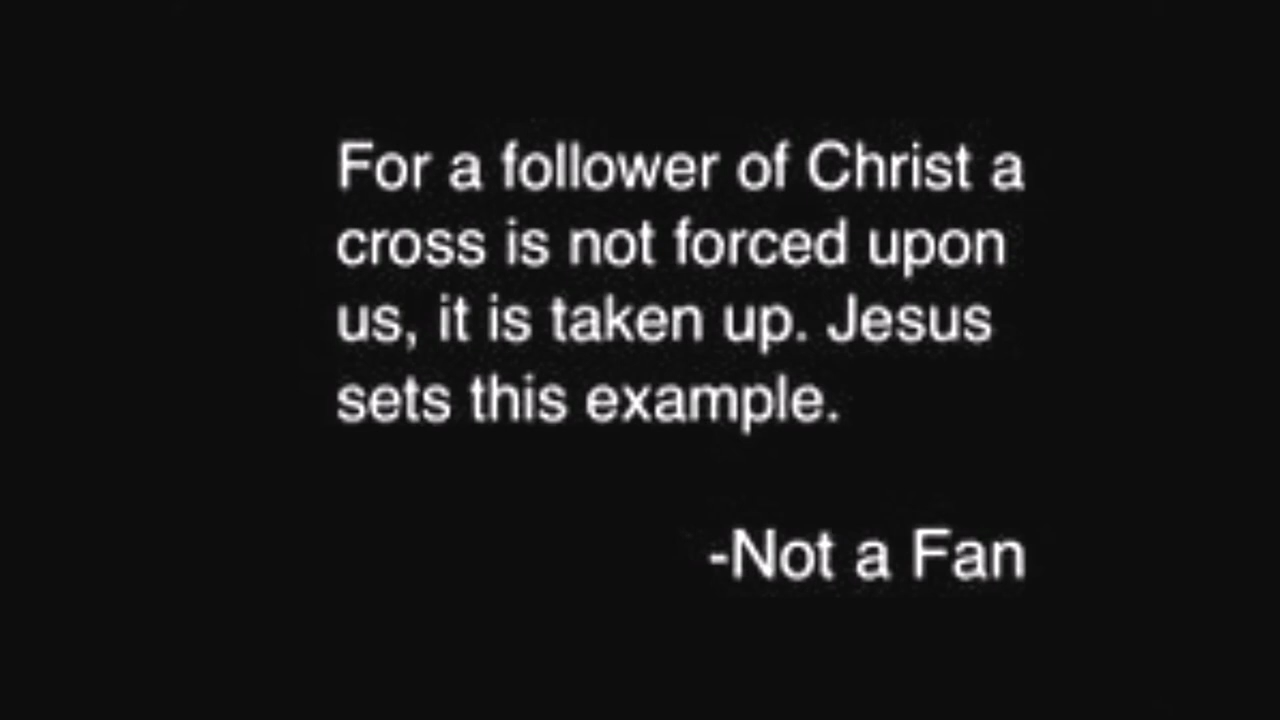 For a follower of Christ a
cross is not forced upon
us, it is taken up. Jesus
sets this example.
-Not a Fan